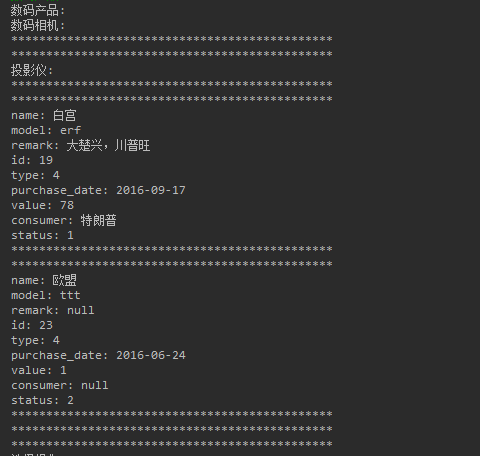 数码产品:
数码相机:
**********************************************
**********************************************
投影仪:
**********************************************
**********************************************
name: 白宫
model: erf
remark: 大楚兴，川普旺
id: 19
type: 4
purchase_date: 2016-09-17
value: 78
consumer: 特朗普
status: 1
**********************************************
**********************************************
name: 欧盟
model: ttt
remark: null
id: 23
type: 4
purchase_date: 2016-06-24
value: 1
consumer: null
status: 2
**********************************************
**********************************************
**********************************************